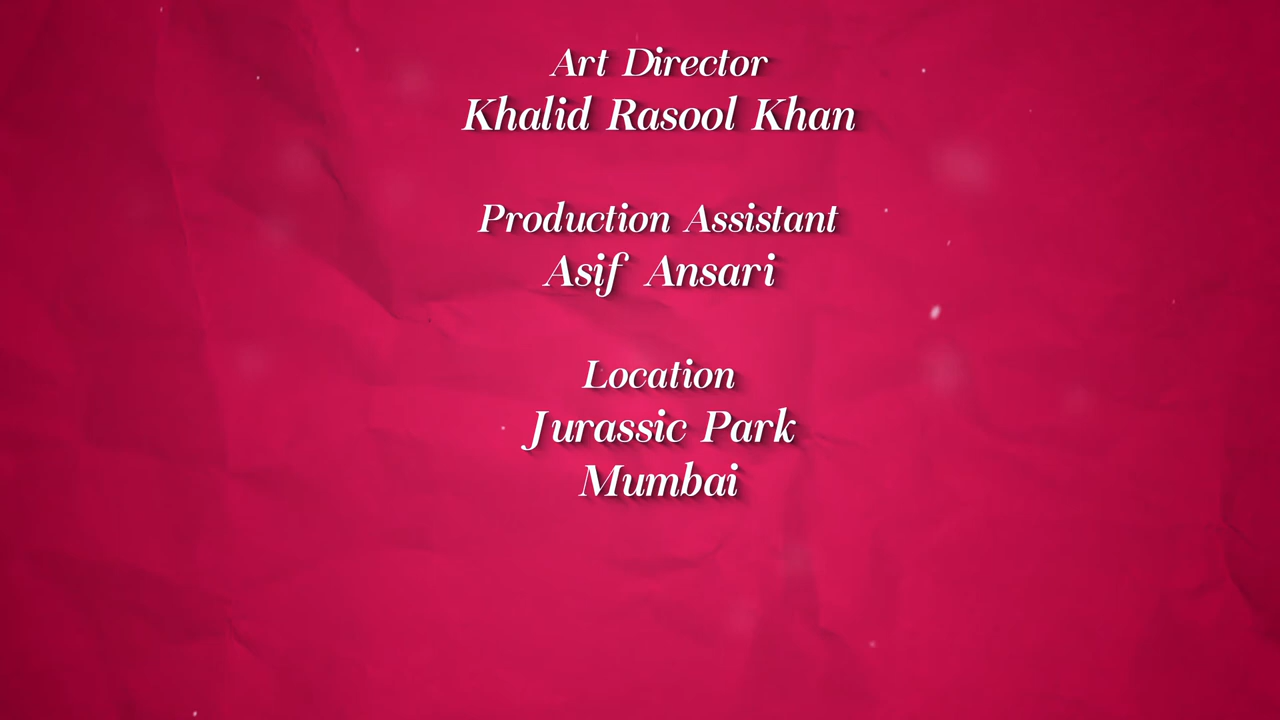 Art Director
Khalid Rasool Khan
Production Assistant
Asif Ansari
Location
Jurassic Park
Mumbai